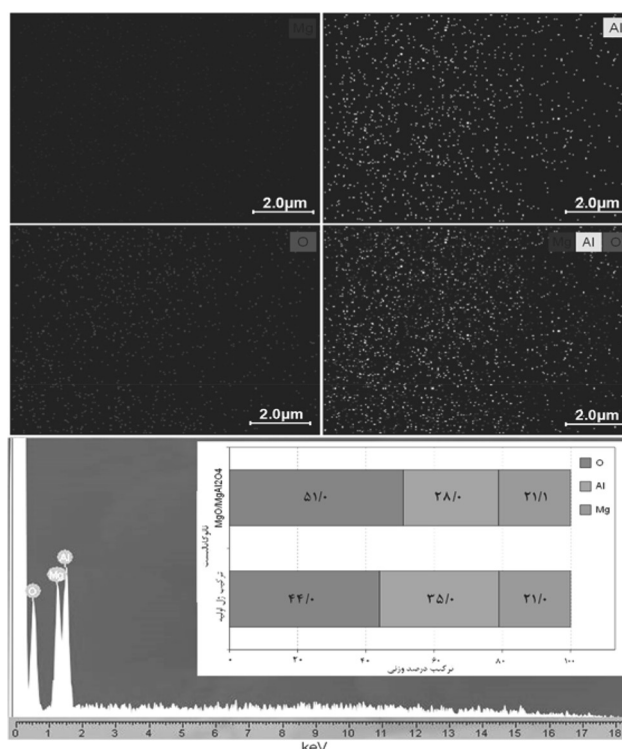 Mg
Al
2.0μm
2.0μm
O
Mg Al O
2.0μm
2.0μm
O
Mg
Al
نانوکاتالیست
MgO/MgAl2O4
۵۱/۰
۲۸/۰
۲۱/۱
O
Al
Mg
ترکیب ژل اولیه
۴۴/۰
۳۵/۰
۲۱/۰
۰ ۲۰ ۴۰ ۶۰ ۸۰ ۱۰۰
ترکیب درصد وزنی
0 1 2 3 4 5 6 7 8 9 10 11 12 13 14 15 16 17 18
keV